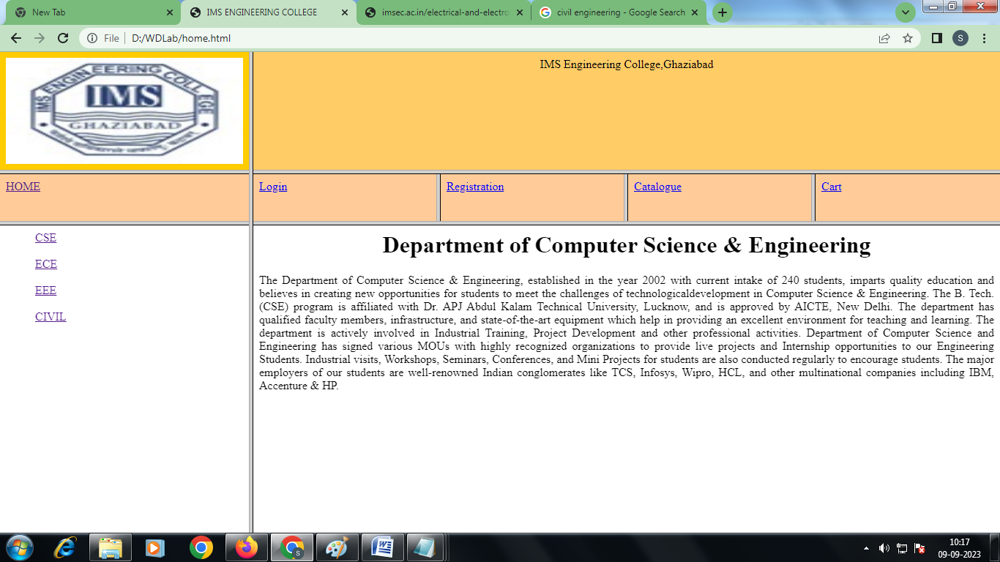 New Tab
IMS ENGINEERING COLLEGE
imsec.ac.in/electrical-and-electro
civil engineering - Google Search
File
D:/WDLab/home.html
S
IMS ENGINEERING COLLEGE
IMS
GHAZIABAD
IMS Engineering College,Ghaziabad
HOME
Login
Registration
Catalogue
Cart
CSE
ECE
EEE
CIVIL
Department of Computer Science & Engineering
The Department of Computer Science & Engineering, established in the year 2002 with current intake of 240 students, imparts quality education and
believes in creating new opportunities for students to meet the challenges of technologicaldevelopment in Computer Science & Engineering. The B. Tech.
(CSE) program is affiliated with Dr. APJ Abdul Kalam Technical University, Lucknow, and is approved by AICTE, New Delhi. The department has
qualified faculty members, infrastructure, and state-of-the-art equipment which help in providing an excellent environment for teaching and learning. The
department is actively involved in Industrial Training, Project Development and other professional activities. Department of Computer Science and
Engineering has signed various MOUs with highly recognized organizations to provide live projects and Internship opportunities to our Engineering
Students. Industrial visits, Workshops, Seminars, Conferences, and Mini Projects for students are also conducted regularly to encourage students. The major
employers of our students are well-renowned Indian conglomerates like TCS, Infosys, Wipro, HCL, and other multinational companies including IBM,
Accenture & HP.
10:17
09-09-2023